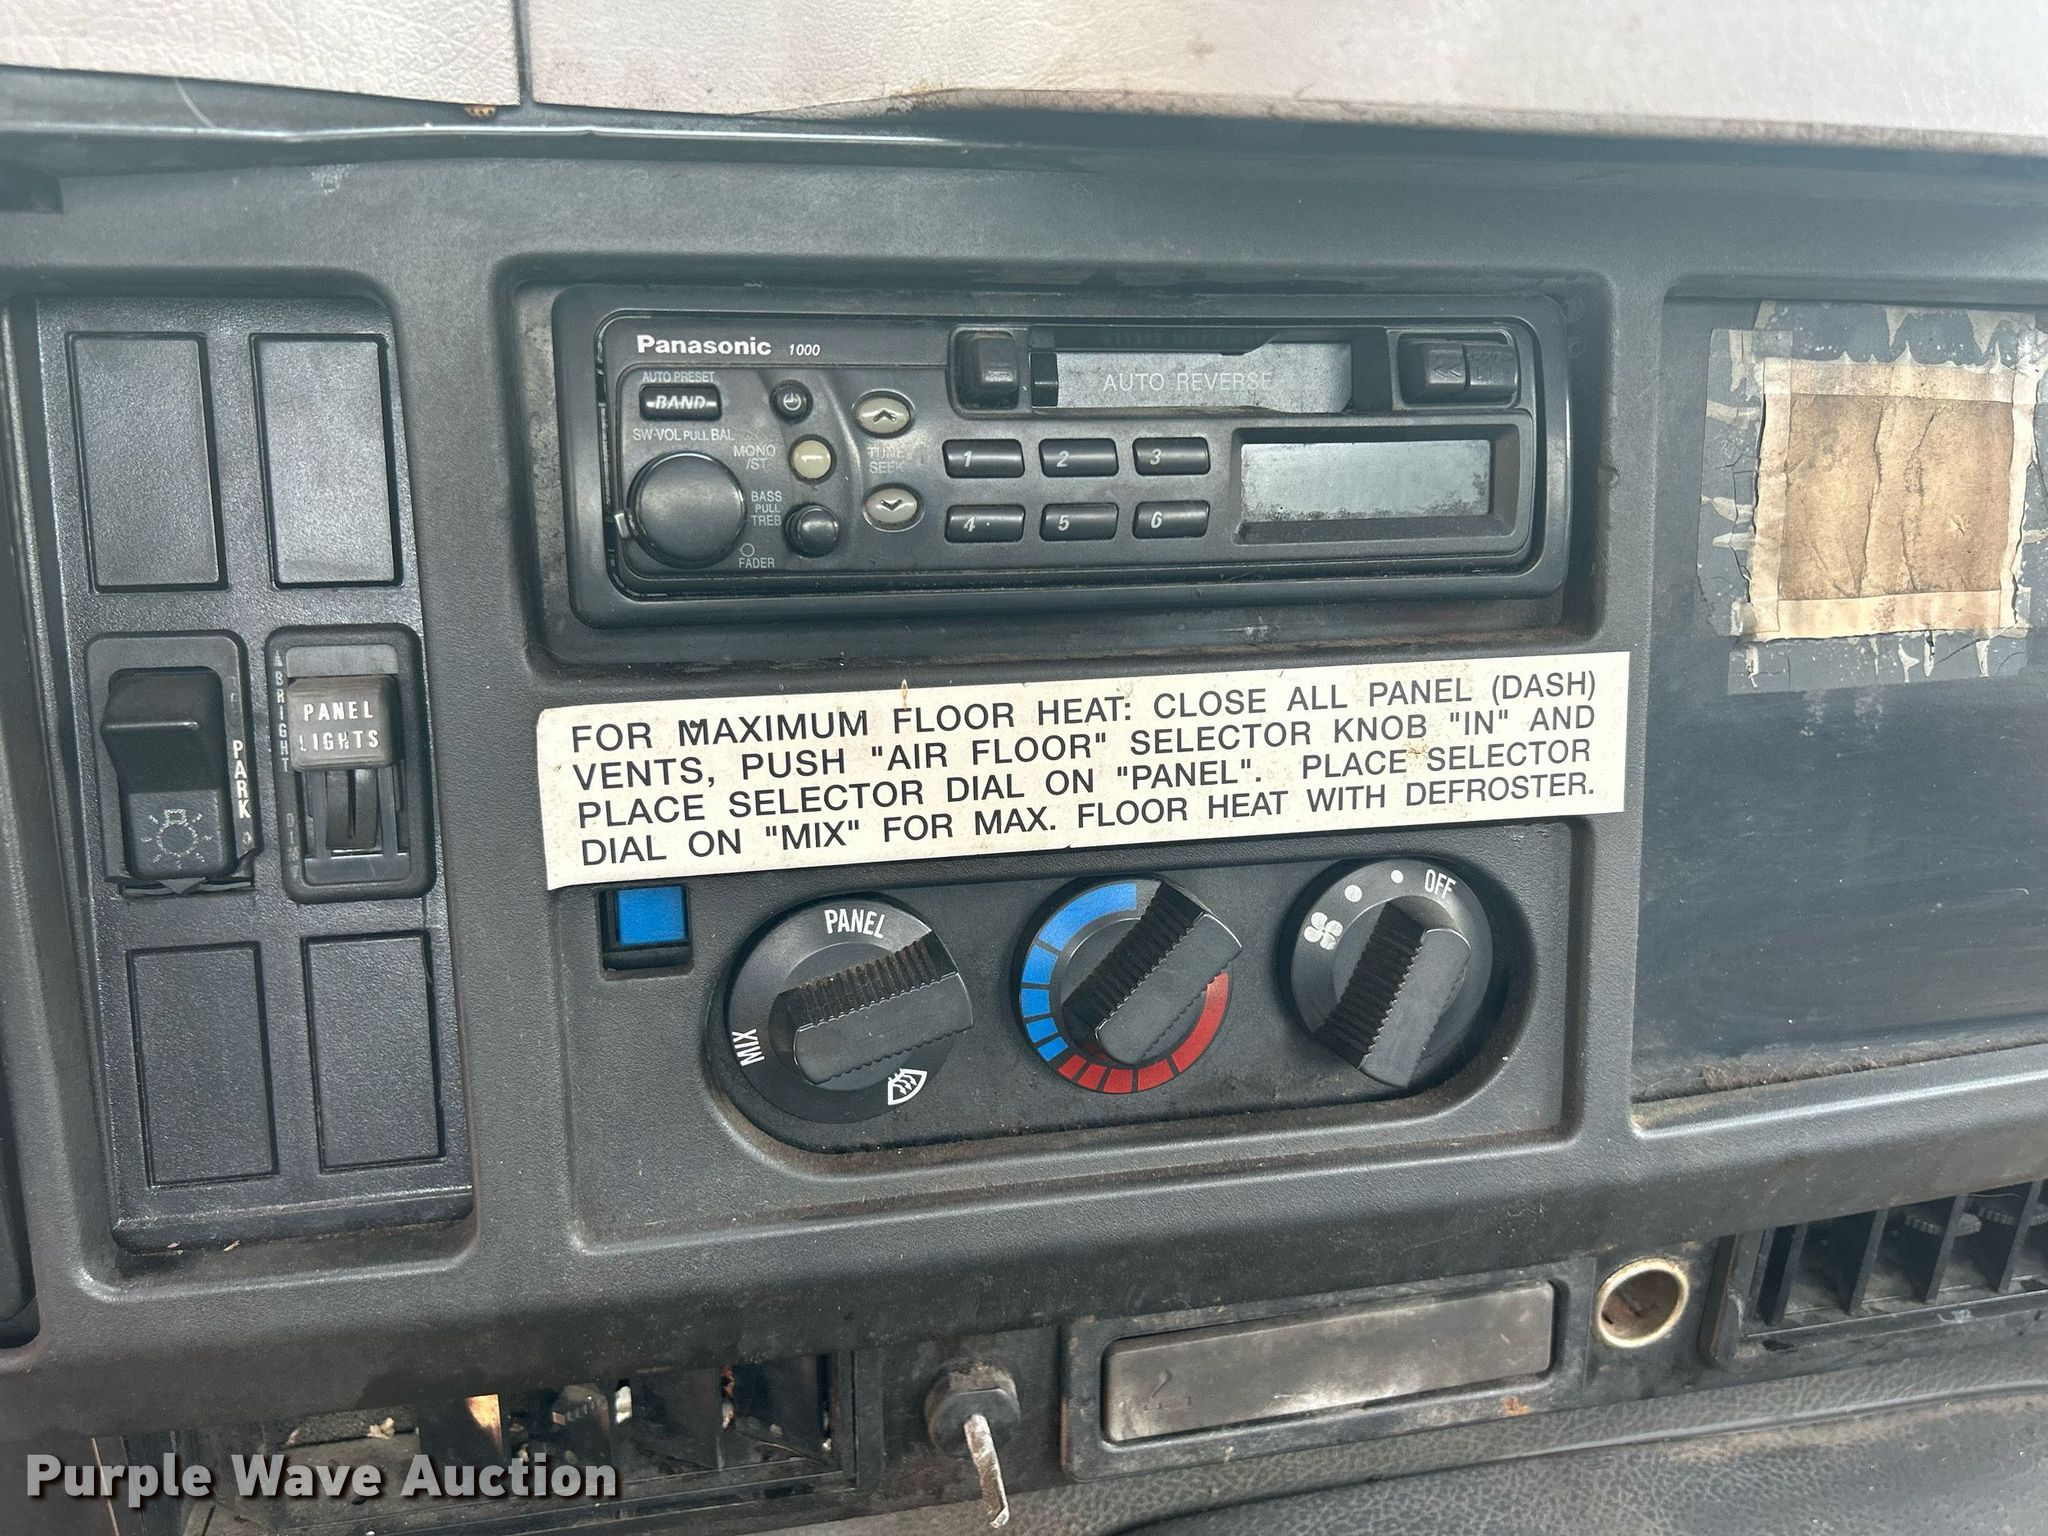 Panasonic 1000
AUTO PRESET
BAND
SW-VOL PULL BAL
MONO
/ST
BASS
PULL
TREB
FADER
TUNE
SEEK
AUTO REVERSE
<<
1 2 3
4 5 6
PARK
BRIGHT
DIM
PANEL
LIGHTS
FOR MAXIMUM FLOOR HEAT: CLOSE ALL PANEL (DASH)
VENTS, PUSH "AIR FLOOR" SELECTOR KNOB "IN" AND
PLACE SELECTOR DIAL ON "PANEL". PLACE SELECTOR
DIAL ON "MIX" FOR MAX. FLOOR HEAT WITH DEFROSTER.
PANEL
MIX
OFF
Purple Wave Auction